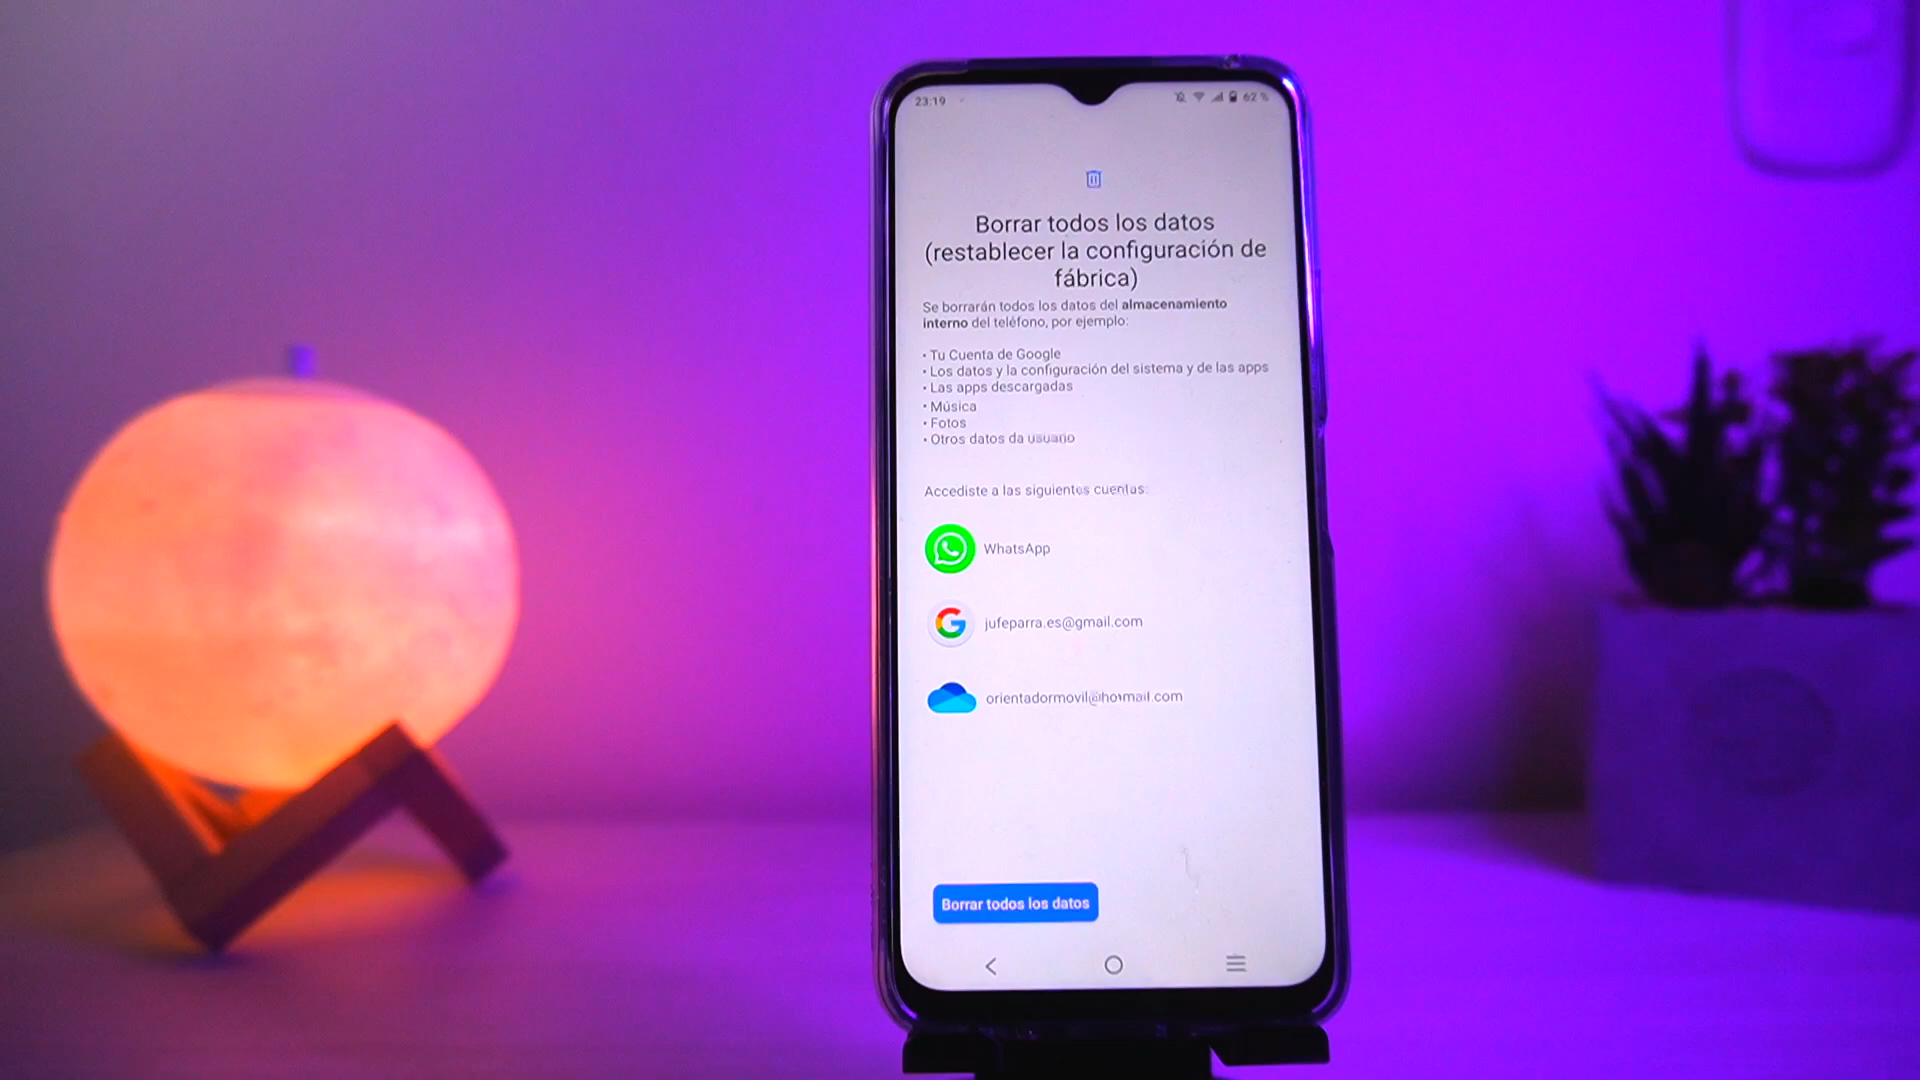 23:19
62 %
Borrar todos los datos
(restablecer la configuración de
fábrica)
Se borrarán todos los datos del almacenamiento
interno del teléfono, por ejemplo:
• Tu Cuenta de Google
• Los datos y la configuración del sistema y de las apps
• Las apps descargadas
• Música
• Fotos
• Otros datos da usuario
Accediste a las siguientes cuentas:
WhatsApp
jufeparra.es@gmail.com
orientadormovil@hotmail.com
Borrar todos los datos